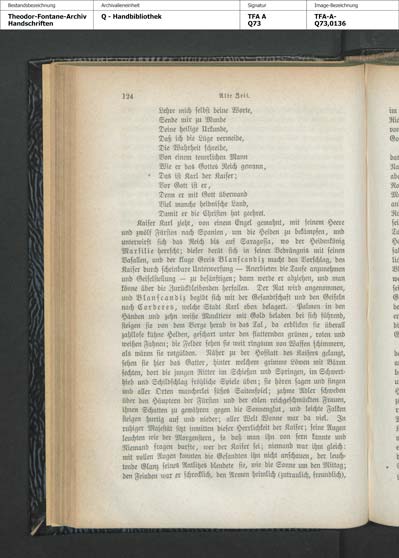 Bestandsbezeichnung
Archivalieneinheit
Signatur
Image-Bezeichnung
Theodor-Fontane-Archiv
Handschriften
Q - Handbibliothek
TFA A
Q73
TFA-A-
Q73,0136
124
Alte Zeit.
Lehre mich selbst deine Worte,
Sende mir zu Munde
Deine heilige Urkunde,
Daß ich die Lüge vermeide,
Die Wahrheit schreibe,
Von einem teuerlichen Mann
Wie er das Gottes Reich gewann,
Das ist Karl der Kaiser;
Vor Gott ist er,
Denn er mit Gott überwand
Viel manche heidnische Land,
Damit er die Christen hat geehret.
Kaiser Karl zieht, von einem Engel gemahnt, mit seinem Heere
und zwölf Fürsten nach Spanien, um die Heiden zu bekämpfen, und
unterwirft sich das Reich bis auf Saragossa, wo der Heidenkönig
Marsilie herrscht; dieser berät sich in seiner Bedrängnis mit seinen
Vasallen, und der kluge Greis Blanscandiz macht den Vorschlag, den
Kaiser durch scheinbare Unterwerfung — Anerbieten die Taufe anzunehmen
und Geiselstellung — zu besänftigen; dann werde er abziehen, und man
könne über die Zurückbleibenden herfallen. Der Rat wird angenommen,
und Blanscandiz begibt sich mit der Gesandtschaft und den Geiseln
nach Corderes, welche Stadt Karl eben belagert. Palmen in den
Händen und zehn weiße Maultiere mit Gold beladen bei sich führend,
steigen sie von dem Berge herab in das Tal, da erblicken sie überall
zahllose kühne Helden, geschart unter den flatternden grünen, roten und
weißen Fahnen; die Felder sehen sie weit ringsum von Waffen schimmern,
als wären sie rotgülden. Näher zur Hofstatt des Kaisers gelangt,
sehen sie hier das Gatter, hinter welchem grimme Löwen mit Bären
fechten, dort die jungen Ritter im Schießen und Springen, im Schwert-
hieb und Schildschlag fröhliche Spiele üben; sie hören sagen und singen
und aller Orten mancherlei süßes Saitenspiel; zahme Adler schweben
über den Häuptern der Fürsten und der edlen reichgeschmückten Frauen,
ihnen Schatten zu gewähren gegen die Sonnenglut, und leichte Falken
steigen hurtig auf und nieder; aller Welt Wonne war da viel. In
ruhiger Majestät sitzt inmitten dieser Herrlichkeit der Kaiser; seine Augen
leuchten wie der Morgenstern, so daß man ihn von fern kannte und
Niemand fragen durfte, wer der Kaiser sei; niemand war ihm gleich:
mit vollen Augen konnten die Gesandten ihn nicht anschauen, der leuch-
tende Glanz seines Antlitzes blendete sie, wie die Sonne um den Mittag;
den Feinden war er schrecklich, den Armen heimlich (zutraulich, freundlich),